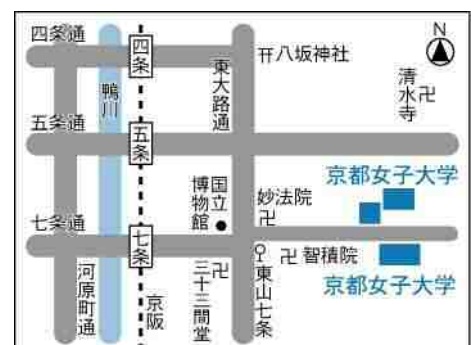 四条通
四条
N
开八坂神社
東大路通
清水寺
卍
鴨川
五条通
五条
京都女子大学
国立
博物館
妙法院
卍
七条通
七条
卍 智積院
東山七条
卍
三十三間堂
河原町通
京阪
京都女子大学